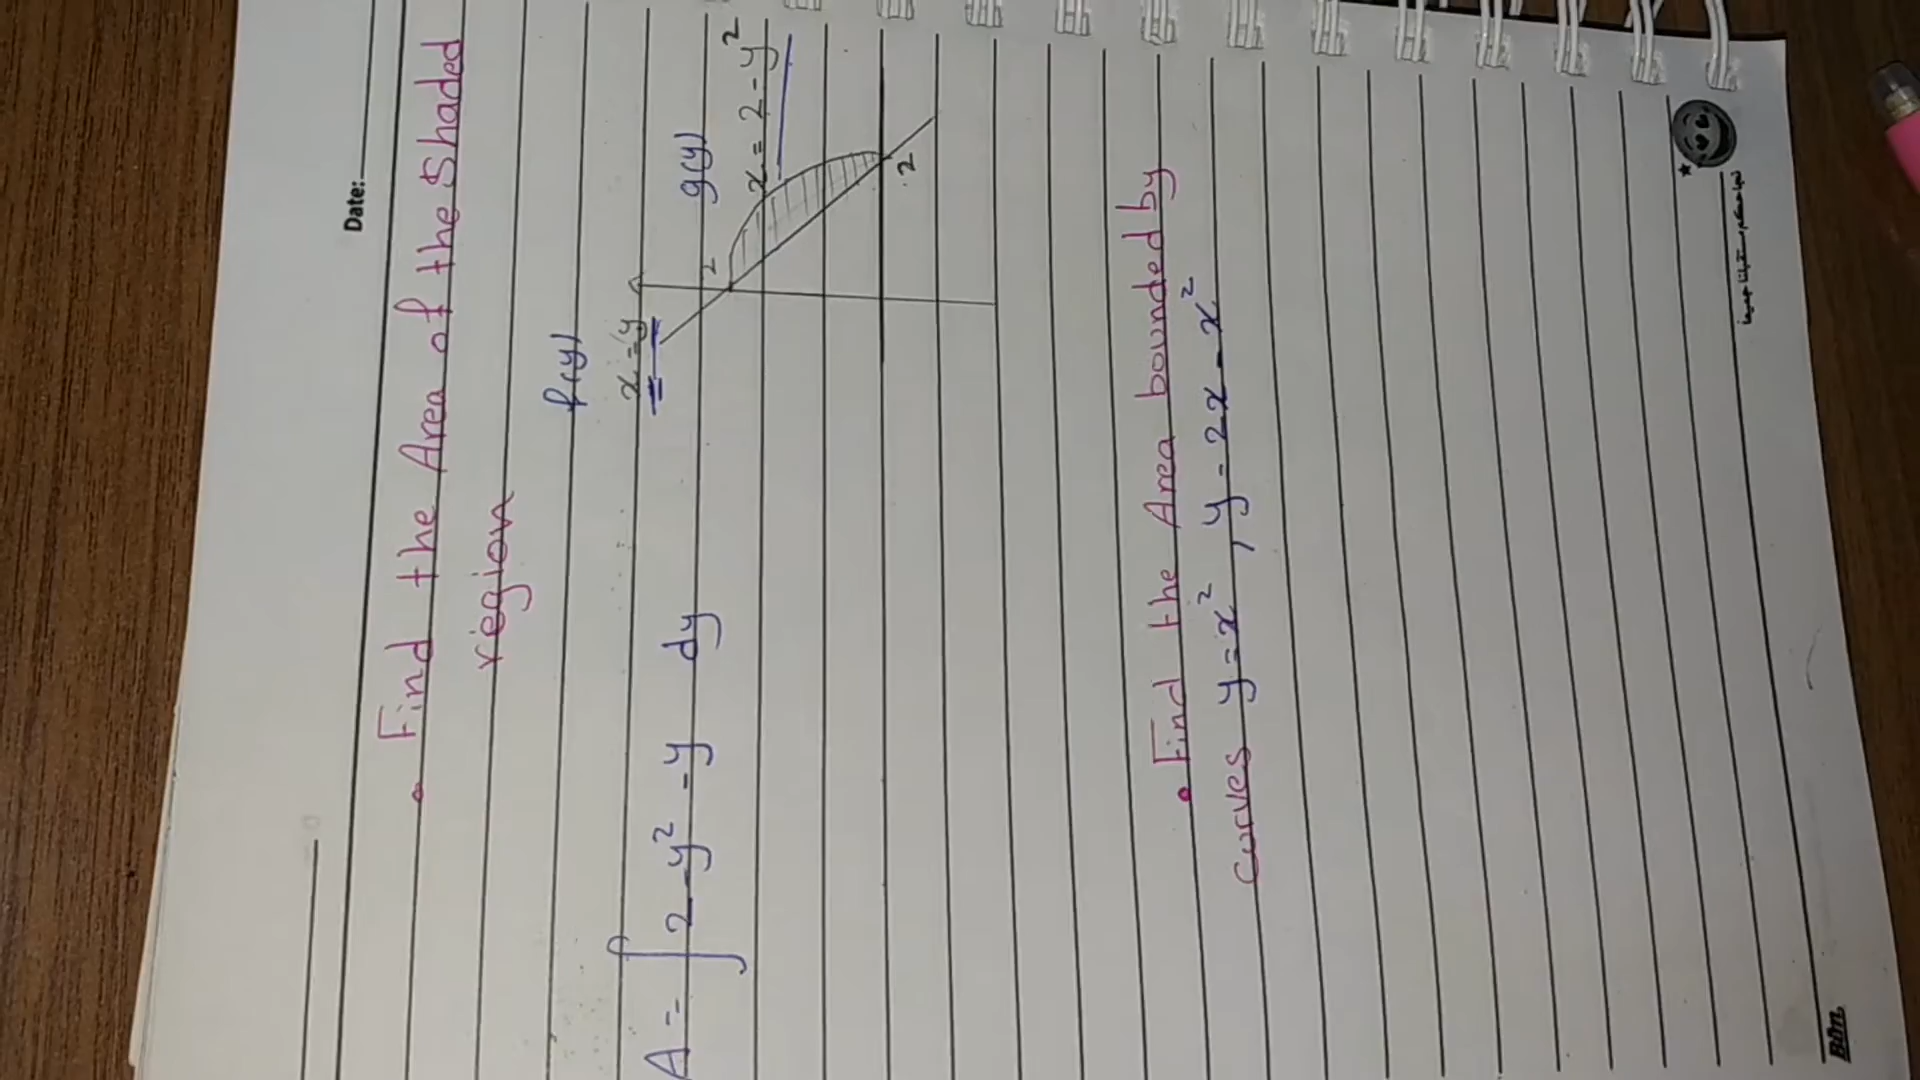 Date:
• Find the Area of the Shaded
region
f(y)
x=y
g(y)
x = 2 - y²
2
2
A = ∫ 2 - y² - y dy
• Find the Area bounded by
Curves y = x² , y = 2x - x²